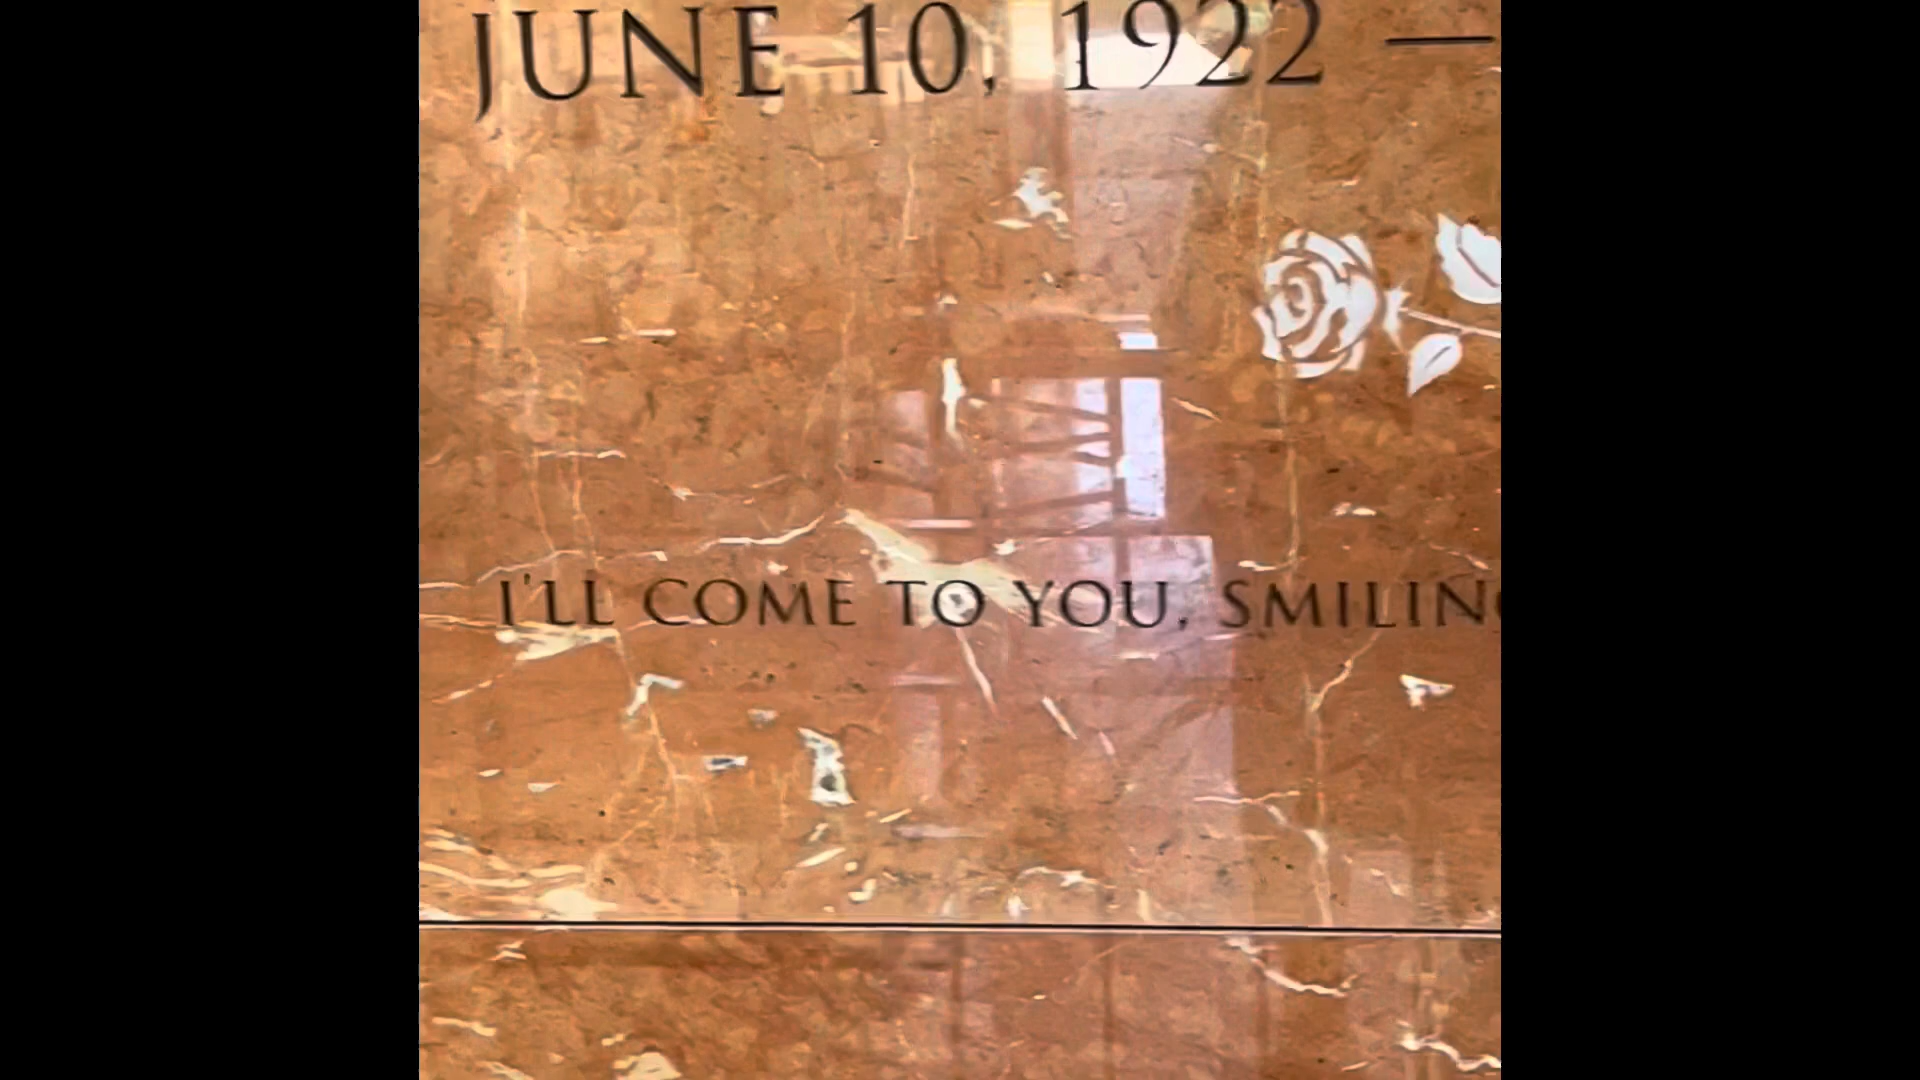 JUNE 10, 1922 —
I'LL COME TO YOU, SMILING